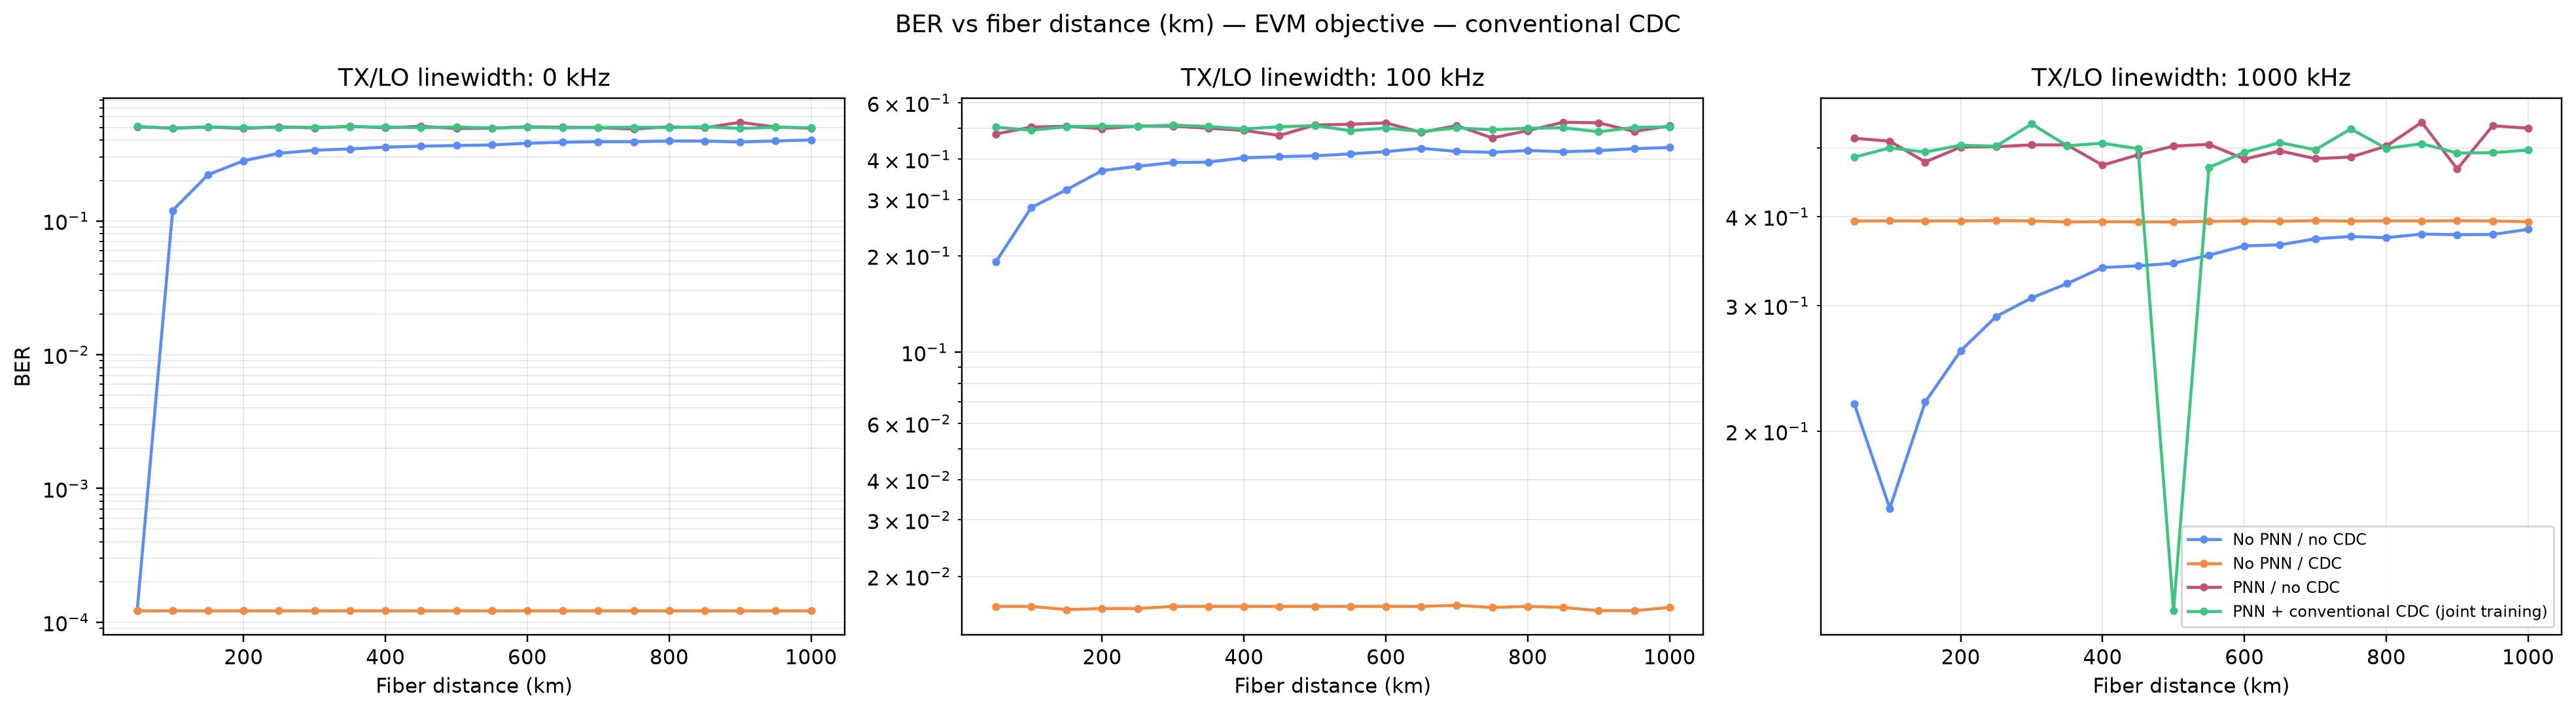 BER vs fiber distance (km) — EVM objective — conventional CDC
TX/LO linewidth: 0 kHz
BER
10⁻¹
10⁻²
10⁻³
10⁻⁴
200 400 600 800 1000
Fiber distance (km)
TX/LO linewidth: 100 kHz
6 × 10⁻¹
4 × 10⁻¹
3 × 10⁻¹
2 × 10⁻¹
10⁻¹
6 × 10⁻²
4 × 10⁻²
3 × 10⁻²
2 × 10⁻²
200 400 600 800 1000
Fiber distance (km)
TX/LO linewidth: 1000 kHz
4 × 10⁻¹
3 × 10⁻¹
2 × 10⁻¹
No PNN / no CDC
No PNN / CDC
PNN / no CDC
PNN + conventional CDC (joint training)
200 400 600 800 1000
Fiber distance (km)